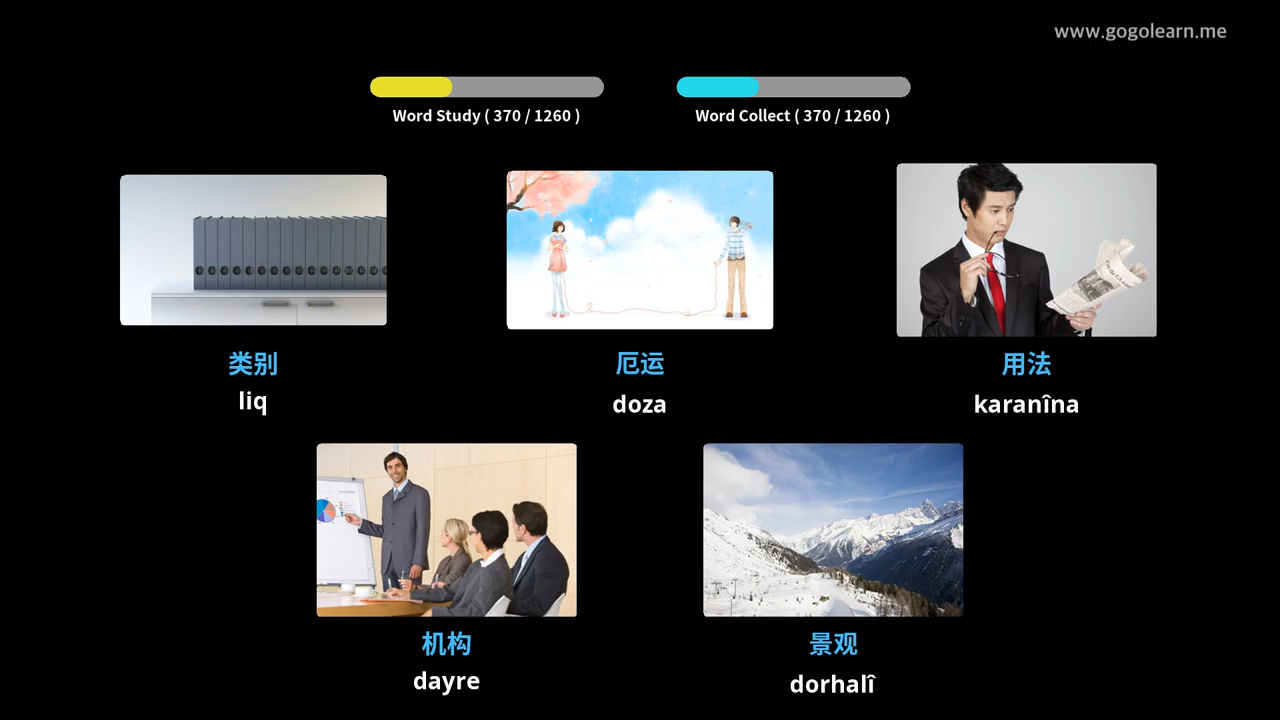 www.gogolearn.me
Word Study ( 370 / 1260 )
Word Collect ( 370 / 1260 )
类别
liq
厄运
doza
用法
karanîna
机构
dayre
景观
dorhalî